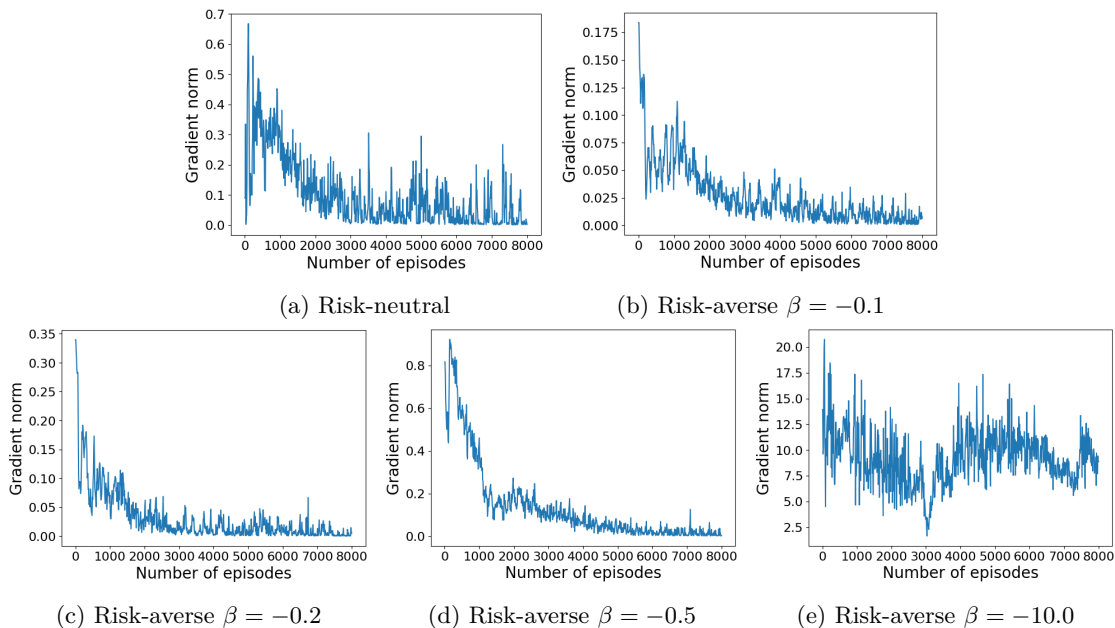 0.7
0.6
0.5
0.4
0.3
0.2
0.1
0.0
Gradient norm
0 1000 2000 3000 4000 5000 6000 7000 8000
Number of episodes
(a) Risk-neutral
0.175
0.150
0.125
0.100
0.075
0.050
0.025
0.000
Gradient norm
0 1000 2000 3000 4000 5000 6000 7000 8000
Number of episodes
(b) Risk-averse β = −0.1
0.35
0.30
0.25
0.20
0.15
0.10
0.05
0.00
Gradient norm
0 1000 2000 3000 4000 5000 6000 7000 8000
Number of episodes
(c) Risk-averse β = −0.2
0.8
0.6
0.4
0.2
0.0
Gradient norm
0 1000 2000 3000 4000 5000 6000 7000 8000
Number of episodes
(d) Risk-averse β = −0.5
20.0
17.5
15.0
12.5
10.0
7.5
5.0
2.5
Gradient norm
0 1000 2000 3000 4000 5000 6000 7000 8000
Number of episodes
(e) Risk-averse β = −10.0